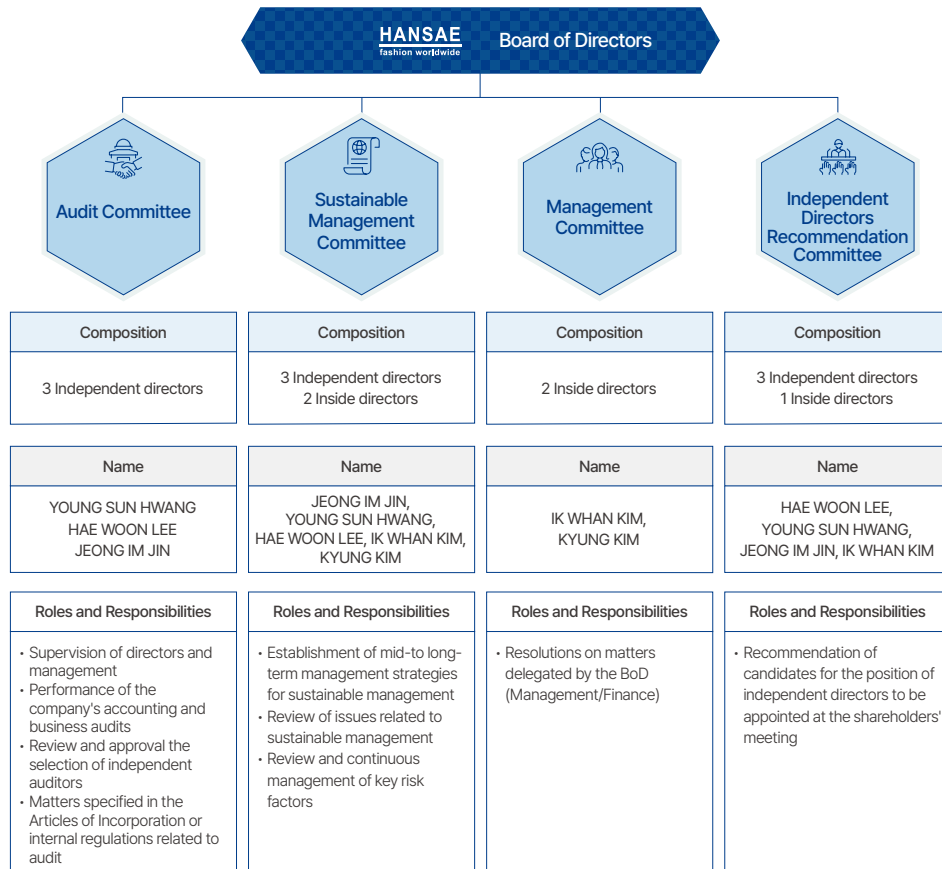 HANSAE
fashion worldwide
Board of Directors
Audit Committee
Sustainable
Management
Committee
Management
Committee
Independent
Directors
Recommendation
Committee
Composition
Composition
Composition
Composition
3 Independent directors
3 Independent directors
2 Inside directors
2 Inside directors
3 Independent directors
1 Inside directors
Name
Name
Name
Name
YOUNG SUN HWANG
HAE WOON LEE
JEONG IM JIN
JEONG IM JIN,
YOUNG SUN HWANG,
HAE WOON LEE, IK WHAN KIM,
KYUNG KIM
IK WHAN KIM,
KYUNG KIM
HAE WOON LEE,
YOUNG SUN HWANG,
JEONG IM JIN, IK WHAN KIM
Roles and Responsibilities
• Supervision of directors and
management
• Performance of the
company's accounting and
business audits
• Review and approval the
selection of independent
auditors
• Matters specified in the
Articles of Incorporation or
internal regulations related to
audit
Roles and Responsibilities
• Establishment of mid-to long-
term management strategies
for sustainable management
• Review of issues related to
sustainable management
• Review and continuous
management of key risk
factors
Roles and Responsibilities
• Resolutions on matters
delegated by the BoD
(Management/Finance)
Roles and Responsibilities
• Recommendation of
candidates for the position of
independent directors to be
appointed at the shareholders'
meeting